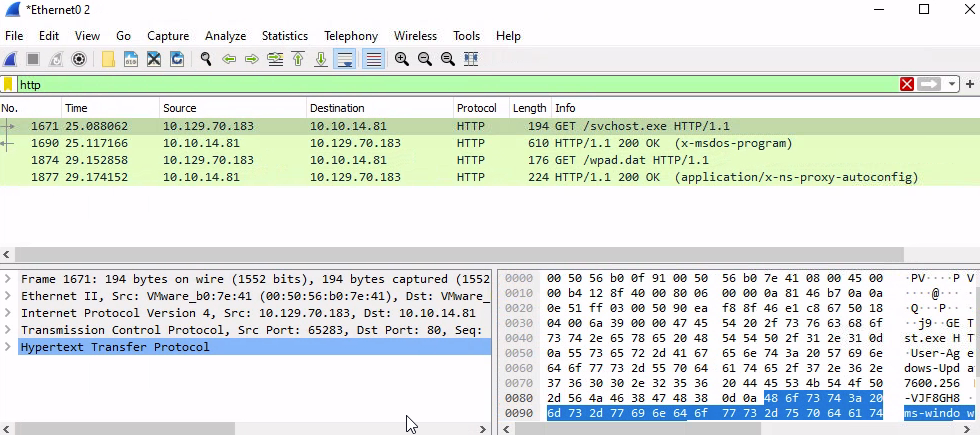 *Ethernet0 2
File Edit View Go Capture Analyze Statistics Telephony Wireless Tools Help
http
No. Time Source Destination Protocol Length Info
1671 25.088062 10.129.70.183 10.10.14.81 HTTP 194 GET /svchost.exe HTTP/1.1
1690 25.117166 10.10.14.81 10.129.70.183 HTTP 610 HTTP/1.1 200 OK (x-msdos-program)
1874 29.152858 10.129.70.183 10.10.14.81 HTTP 176 GET /wpad.dat HTTP/1.1
1877 29.174152 10.10.14.81 10.129.70.183 HTTP 224 HTTP/1.1 200 OK (application/x-ns-proxy-autoconfig)
Frame 1671: 194 bytes on wire (1552 bits), 194 bytes captured (1552
Ethernet II, Src: VMware_b0:7e:41 (00:50:56:b0:7e:41), Dst: VMware_
Internet Protocol Version 4, Src: 10.129.70.183, Dst: 10.10.14.81
Transmission Control Protocol, Src Port: 65283, Dst Port: 80, Seq:
Hypertext Transfer Protocol
0000 00 50 56 b0 0f 91 00 50 56 b0 7e 41 08 00 45 00 ·PV····P V·
0010 00 b4 12 8f 40 00 80 06 00 00 0a 81 46 b7 0a 0a ····@···
0020 0e 51 ff 03 00 50 90 ea f8 8f 46 e1 c8 67 50 18 ·Q···P··
0030 04 00 6a 39 00 00 47 45 54 20 2f 73 76 63 68 6f ··j9··GE T
0040 73 74 2e 65 78 65 20 48 54 54 50 2f 31 2e 31 0d st.exe H T
0050 0a 55 73 65 72 2d 41 67 65 6e 74 3a 20 57 69 6e ·User-Ag e
0060 64 6f 77 73 2d 55 70 64 61 74 65 2f 37 2e 36 2e dows-Upd a
0070 37 36 30 30 2e 32 35 36 20 44 45 53 4b 54 4f 50 7600.256
0080 2d 56 4a 46 38 47 48 38 0d 0a 48 6f 73 74 3a 20 -VJF8GH8 ·
0090 6d 73 2d 77 69 6e 64 6f 77 73 2d 75 70 64 61 74 ms-windo w